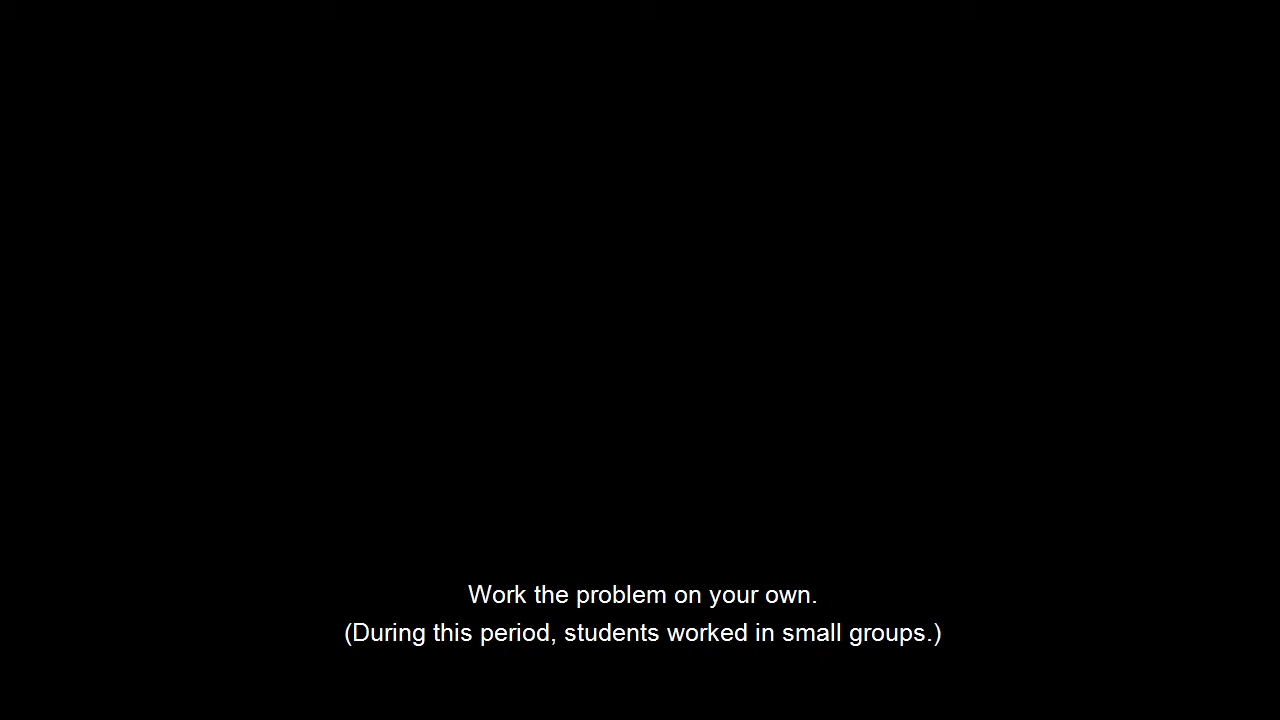 Work the problem on your own.
(During this period, students worked in small groups.)